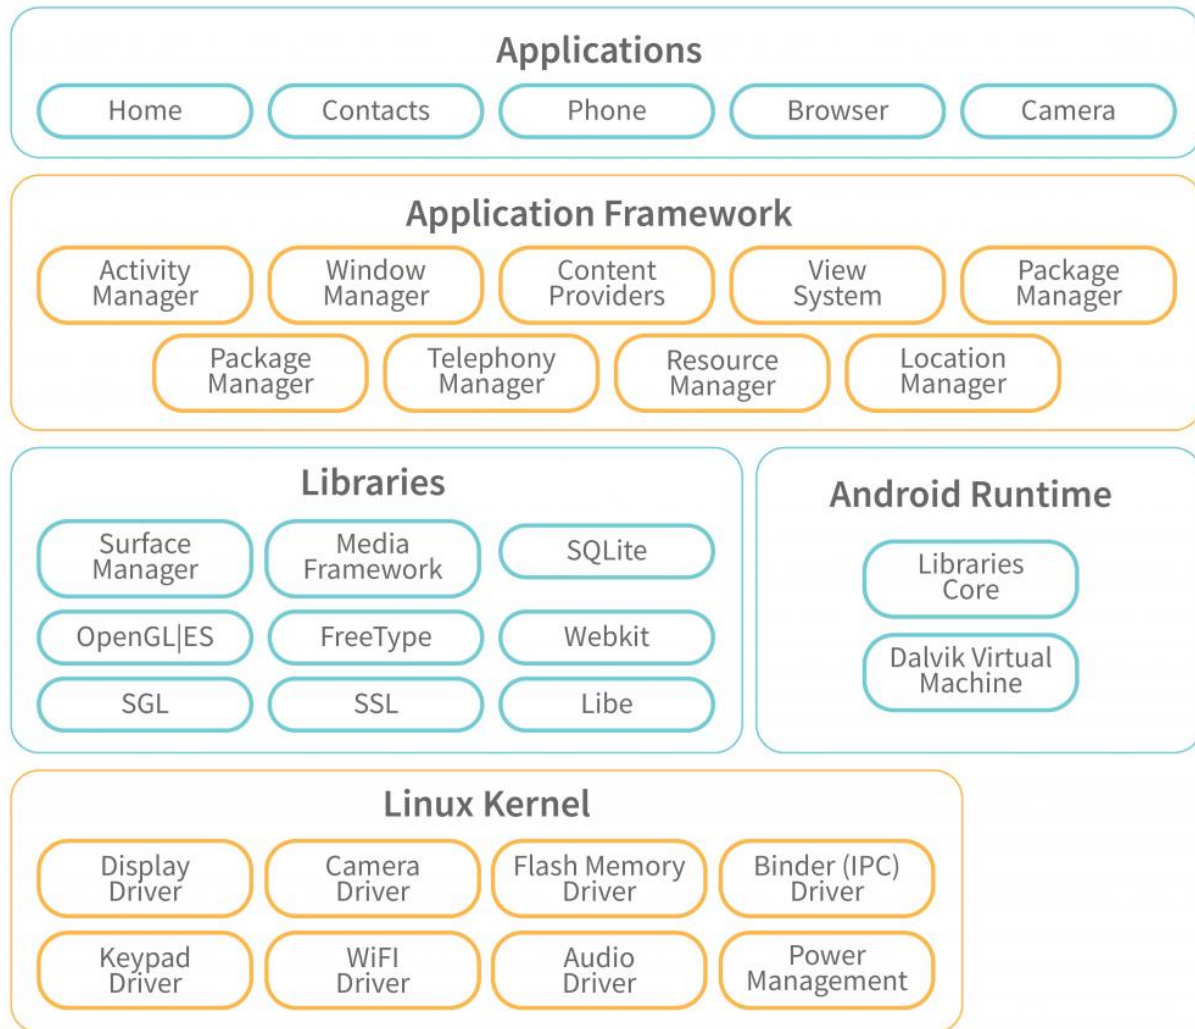 Applications
Home
Contacts
Phone
Browser
Camera
Application Framework
Activity
Manager
Window
Manager
Content
Providers
View
System
Package
Manager
Package
Manager
Telephony
Manager
Resource
Manager
Location
Manager
Libraries
Surface
Manager
Media
Framework
SQLite
OpenGL|ES
FreeType
Webkit
SGL
SSL
Libe
Android Runtime
Libraries
Core
Dalvik Virtual
Machine
Linux Kernel
Display
Driver
Camera
Driver
Flash Memory
Driver
Binder (IPC)
Driver
Keypad
Driver
WiFI
Driver
Audio
Driver
Power
Management